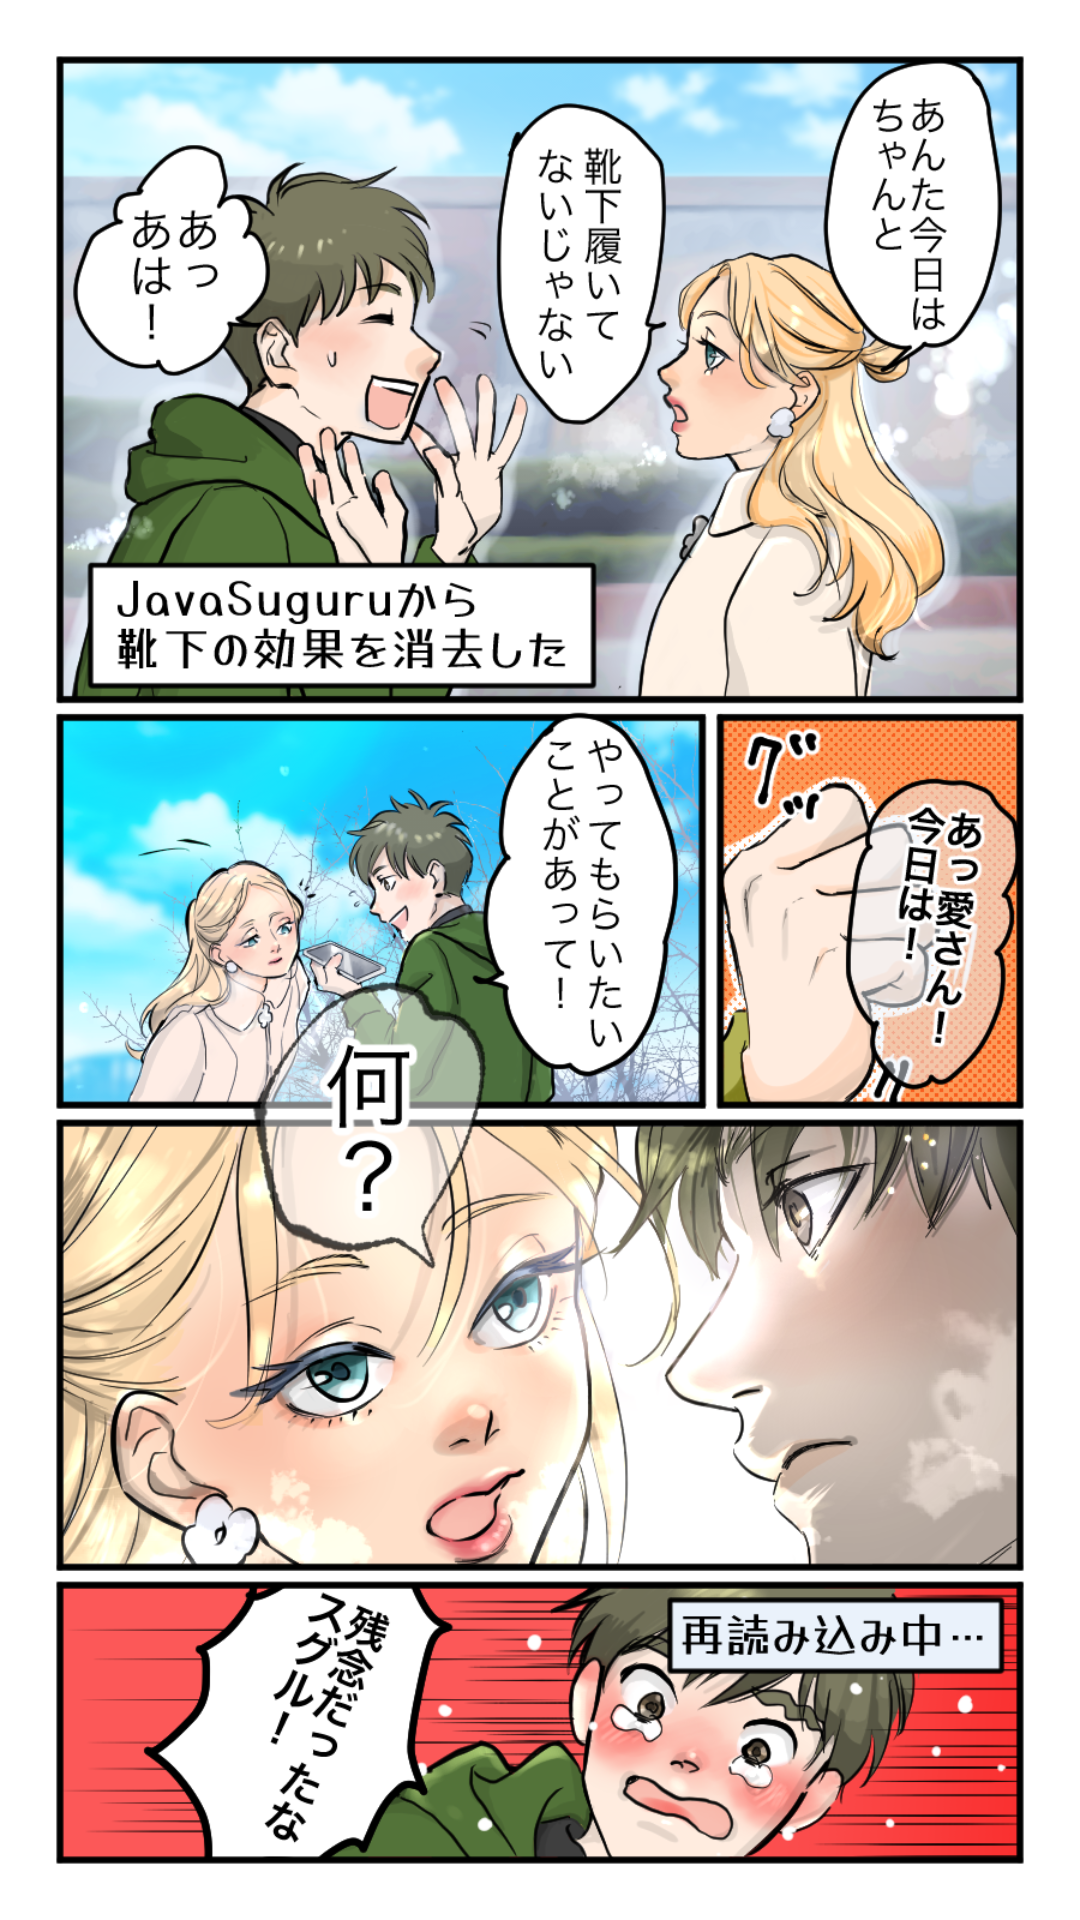 あんた今日は
ちゃんと
靴下履いて
ないじゃない
あっ
あは！
JavaSuguruから
靴下の効果を消去した
グッ
あっ愛さん！
今日は！
やってもらいたい
ことがあって！
何
？
再読み込み中…
残念だったな
スグル！